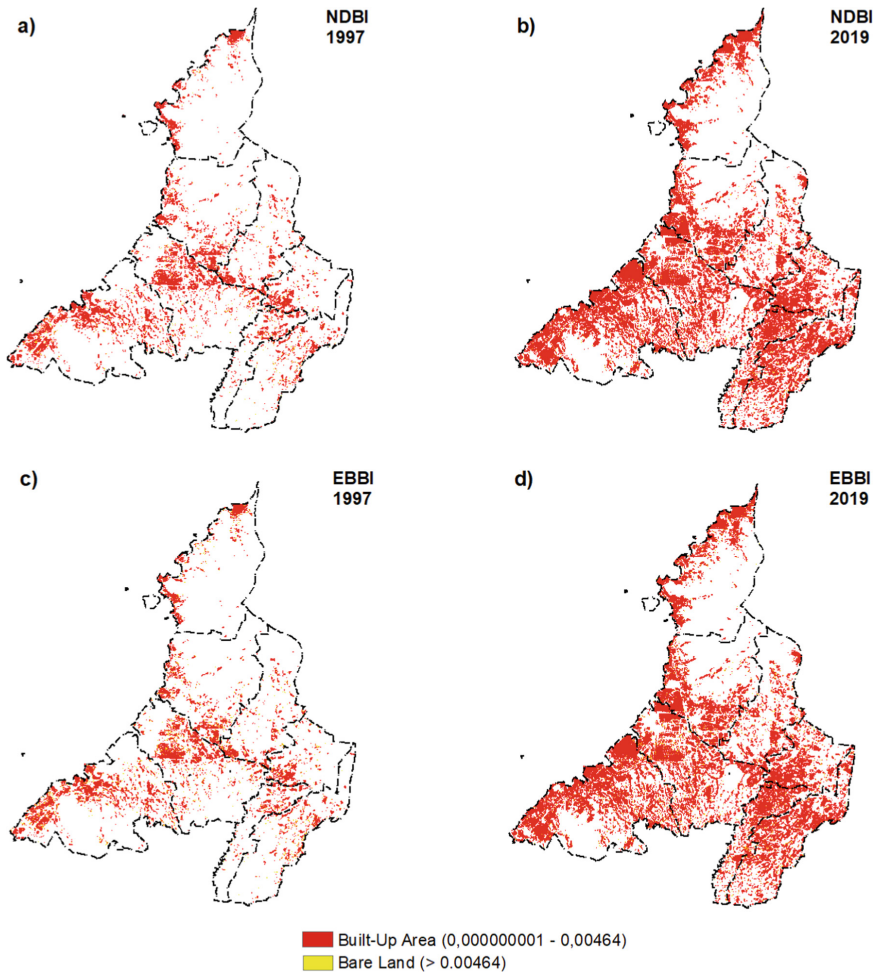 a)
NDBI
1997
b)
NDBI
2019
c)
EBBI
1997
d)
EBBI
2019
Built-Up Area (0,000000001 - 0,00464)
Bare Land (> 0.00464)